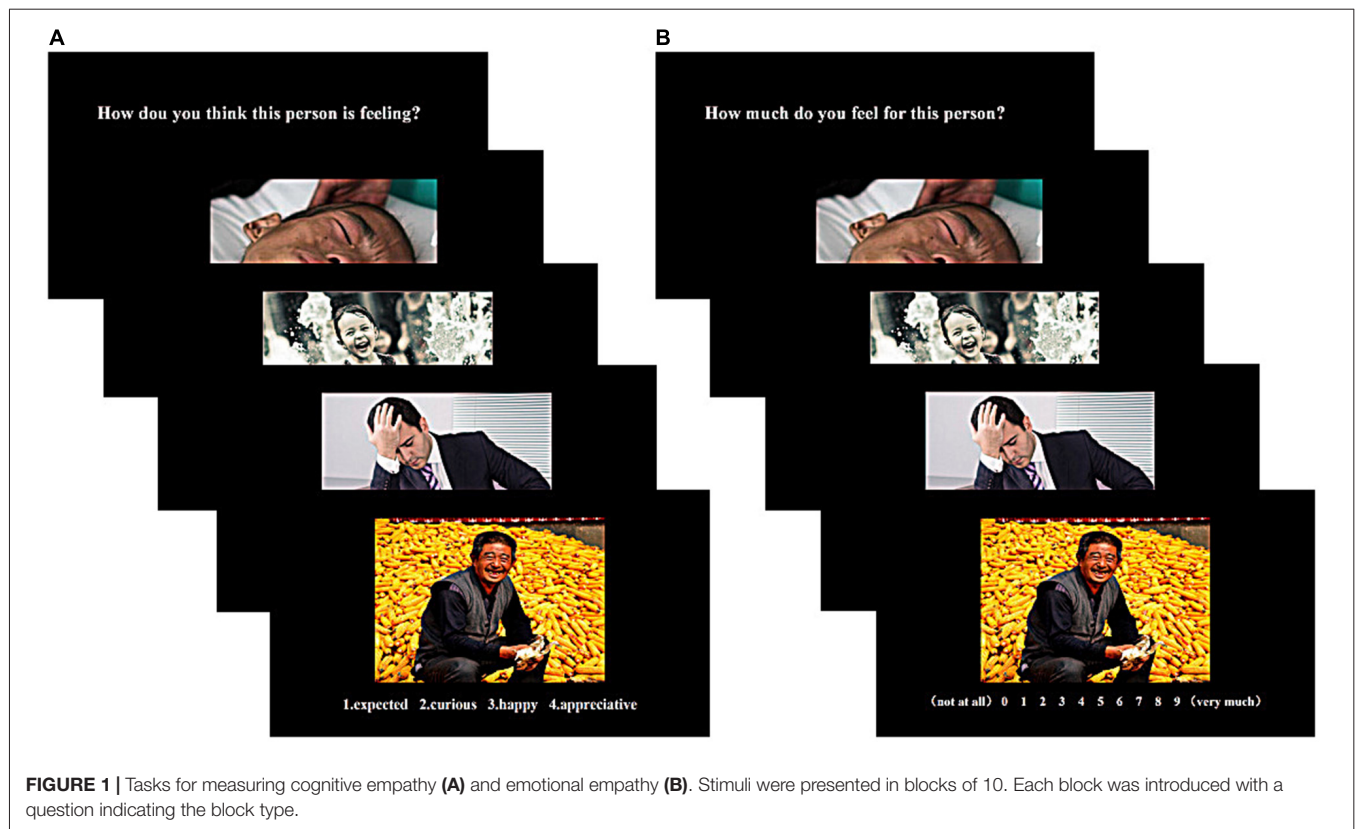 A
B
How dou you think this person is feeling?
How much do you feel for this person?
1.expected 2.curious 3.happy 4.appreciative
(not at all) 0 1 2 3 4 5 6 7 8 9 (very much)
FIGURE 1 | Tasks for measuring cognitive empathy (A) and emotional empathy (B). Stimuli were presented in blocks of 10. Each block was introduced with a
question indicating the block type.